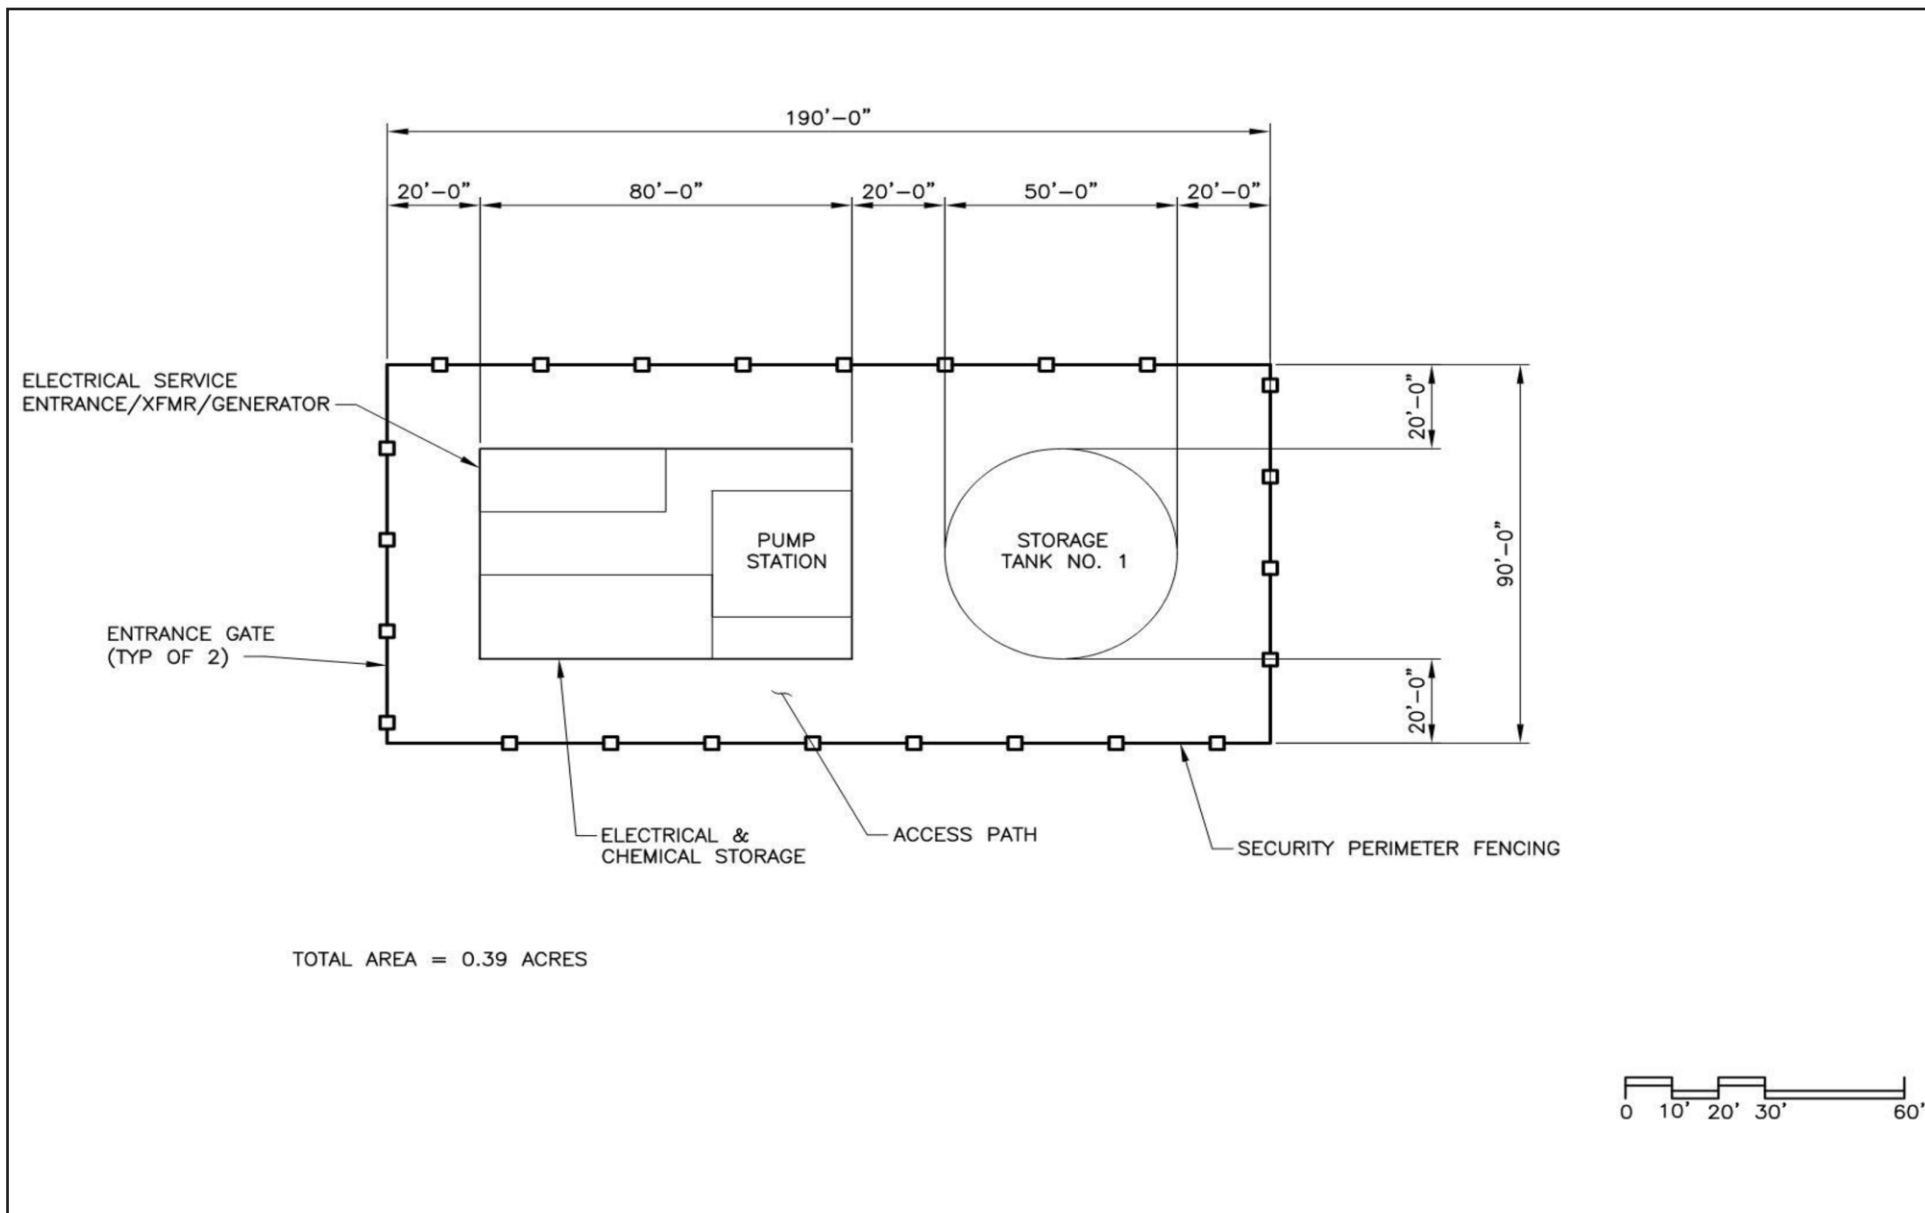 190'-0"
20'-0" 80'-0" 20'-0" 50'-0" 20'-0"
ELECTRICAL SERVICE
ENTRANCE/XFMR/GENERATOR
20'-0"
PUMP
STATION
STORAGE
TANK NO. 1
90'-0"
ENTRANCE GATE
(TYP OF 2)
20'-0"
ELECTRICAL &
CHEMICAL STORAGE
ACCESS PATH
SECURITY PERIMETER FENCING
TOTAL AREA = 0.39 ACRES
0 10' 20' 30' 60'